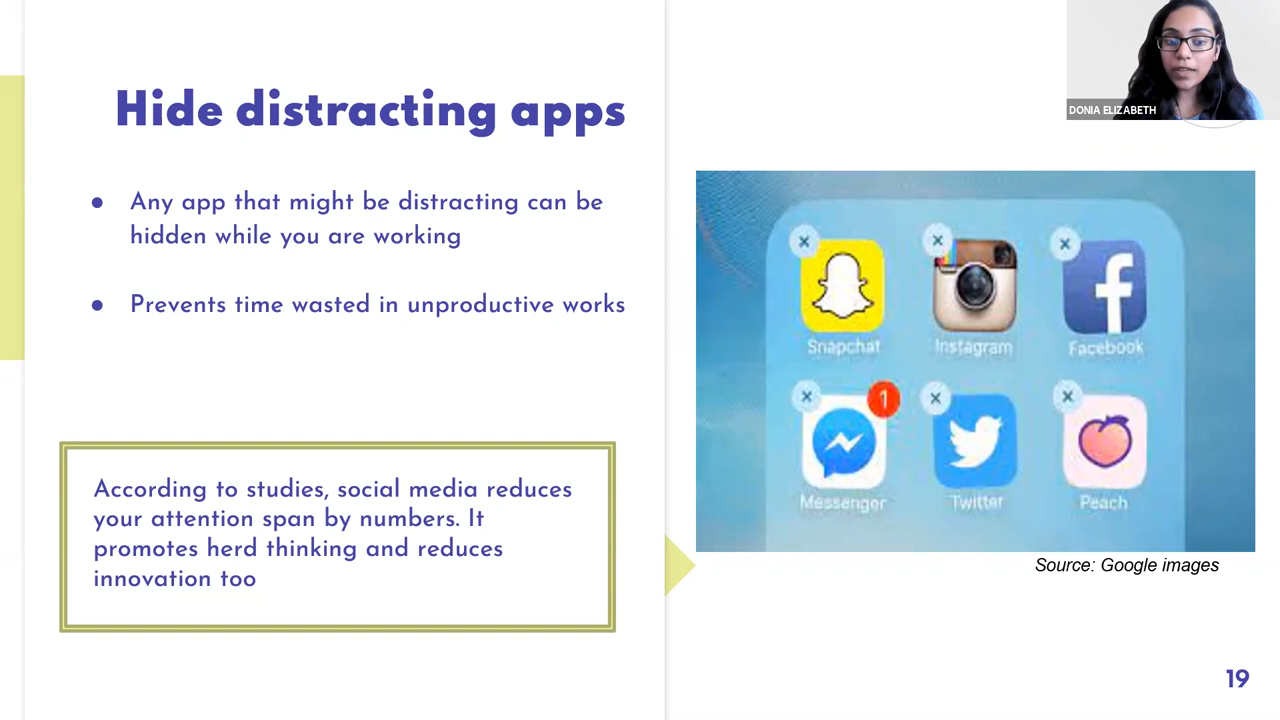 Hide distracting apps
● Any app that might be distracting can be
hidden while you are working
● Prevents time wasted in unproductive works
According to studies, social media reduces
your attention span by numbers. It
promotes herd thinking and reduces
innovation too
DONIA ELIZABETH
Snapchat Instagram Facebook
1
Messenger Twitter Peach
Source: Google images
19